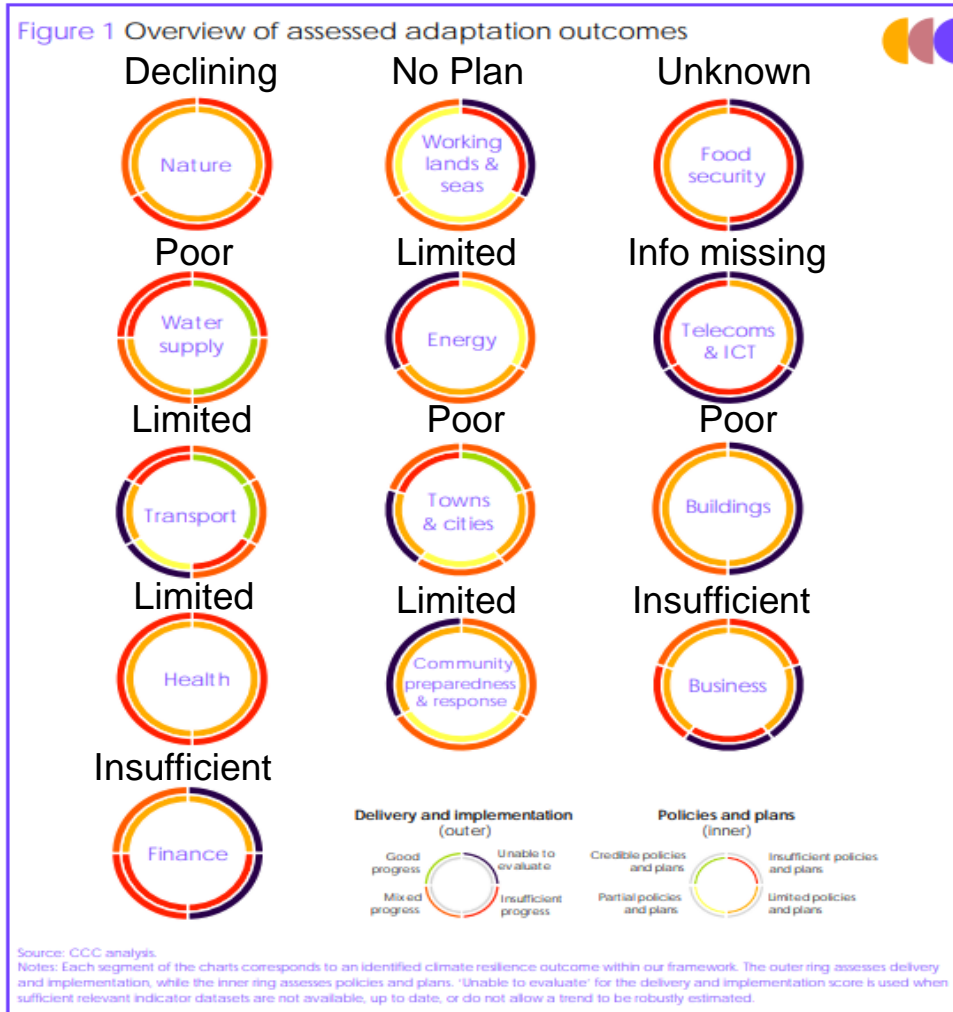 Figure 1 Overview of assessed adaptation outcomes
Declining
No Plan
Unknown
Nature
Working
lands &
seas
Food
security
Poor
Limited
Info missing
Water
supply
Energy
Telecoms
& ICT
Limited
Poor
Poor
Transport
Towns
& cities
Buildings
Limited
Limited
Insufficient
Health
Community
preparedness
& response
Business
Insufficient
Finance
Delivery and implementation
(outer)
Good
progress
Unable to
evaluate
Mixed
progress
Insufficient
progress
Policies and plans
(inner)
Credible policies
and plans
Insufficient policies
and plans
Partial policies
and plans
Limited policies
and plans
Source: CCC analysis.
Notes: Each segment of the charts corresponds to an identified climate resilience outcome within our framework. The outer ring assesses delivery
and implementation, while the inner ring assesses policies and plans. 'Unable to evaluate' for the delivery and implementation score is used when
sufficient relevant indicator datasets are not available, up to date, or do not allow a trend to be robustly estimated.